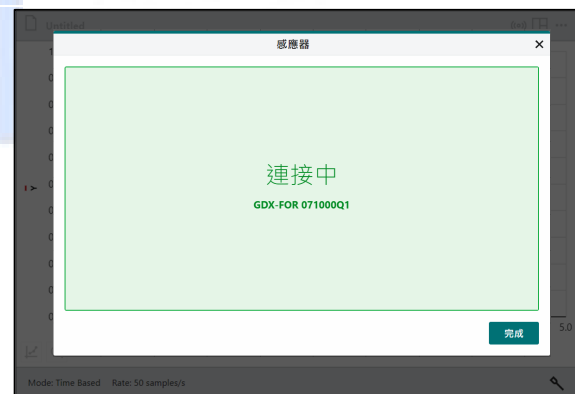 Untitled
感應器
連接中
GDX-FOR 071000Q1
完成
5.0
Mode: Time Based Rate: 50 samples/s